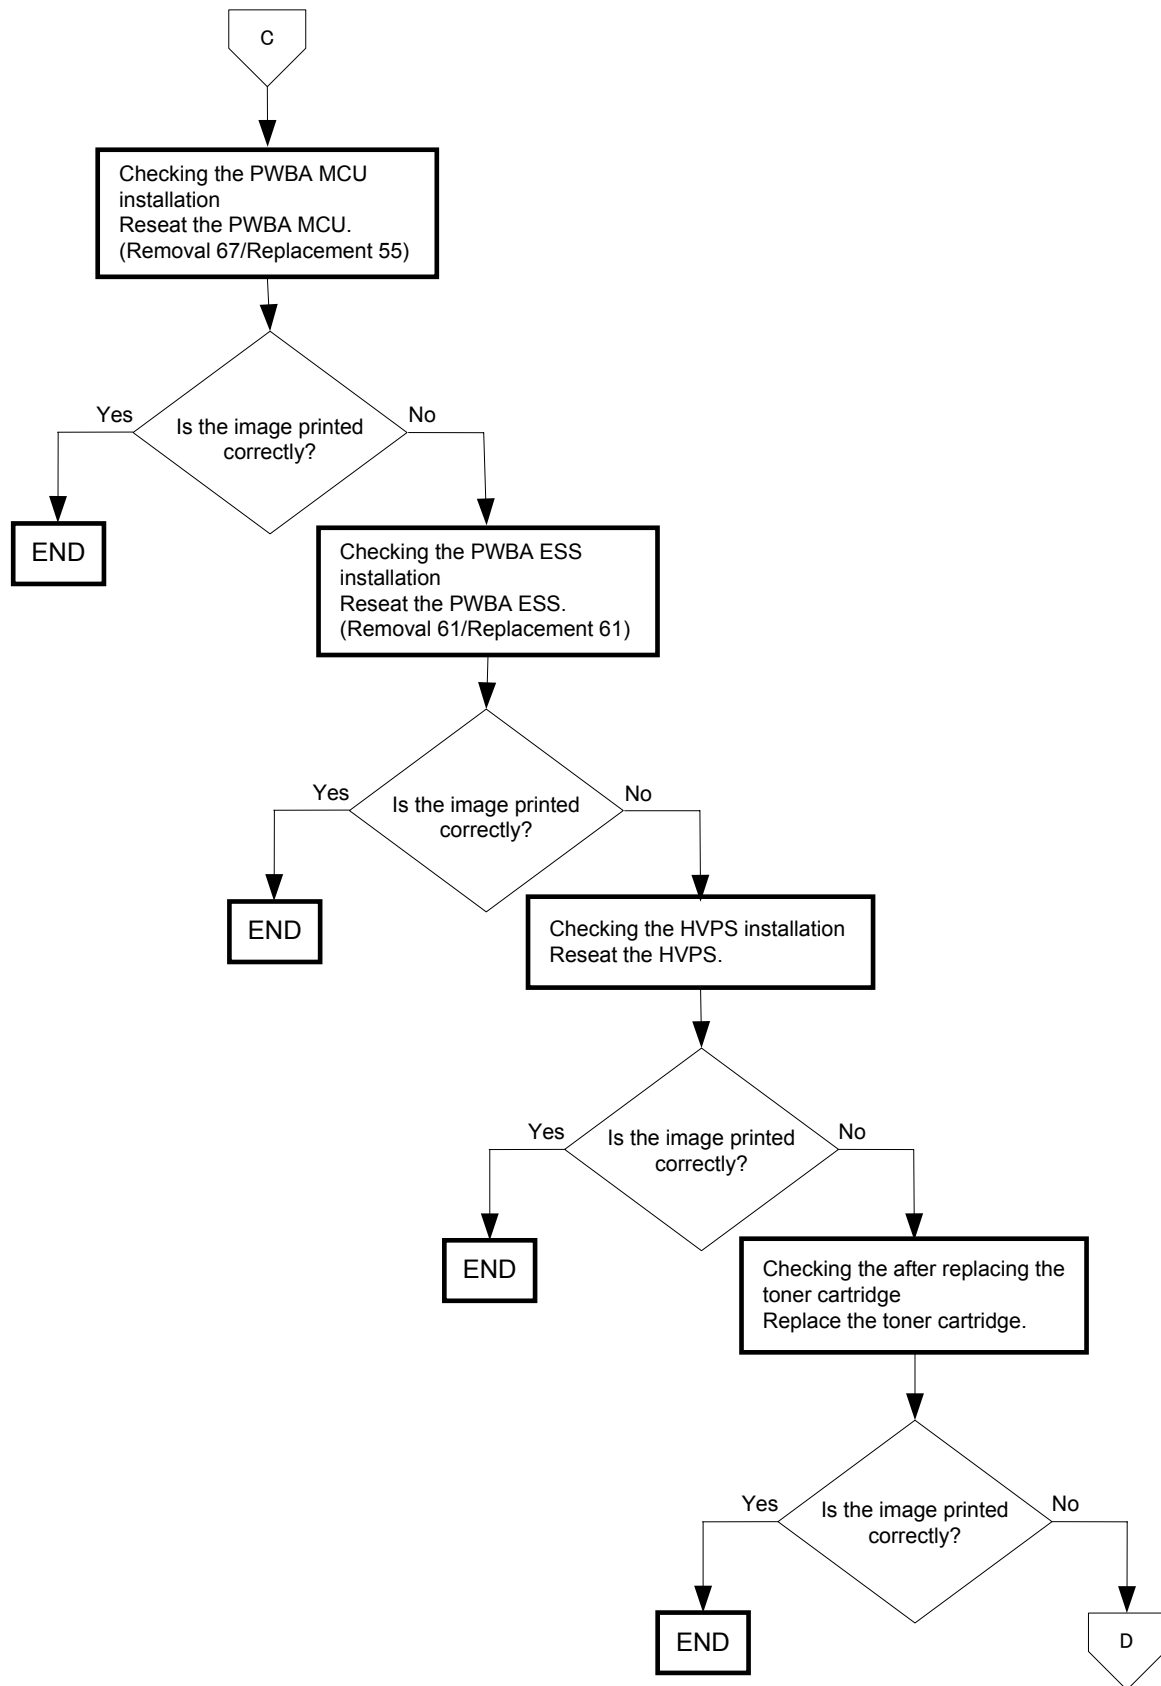 C
Checking the PWBA MCU
installation
Reseat the PWBA MCU.
(Removal 67/Replacement 55)
Yes
No
Is the image printed
correctly?
END
Checking the PWBA ESS
installation
Reseat the PWBA ESS.
(Removal 61/Replacement 61)
Yes
No
Is the image printed
correctly?
END
Checking the HVPS installation
Reseat the HVPS.
Yes
No
Is the image printed
correctly?
END
Checking the after replacing the
toner cartridge
Replace the toner cartridge.
Yes
No
Is the image printed
correctly?
END
D